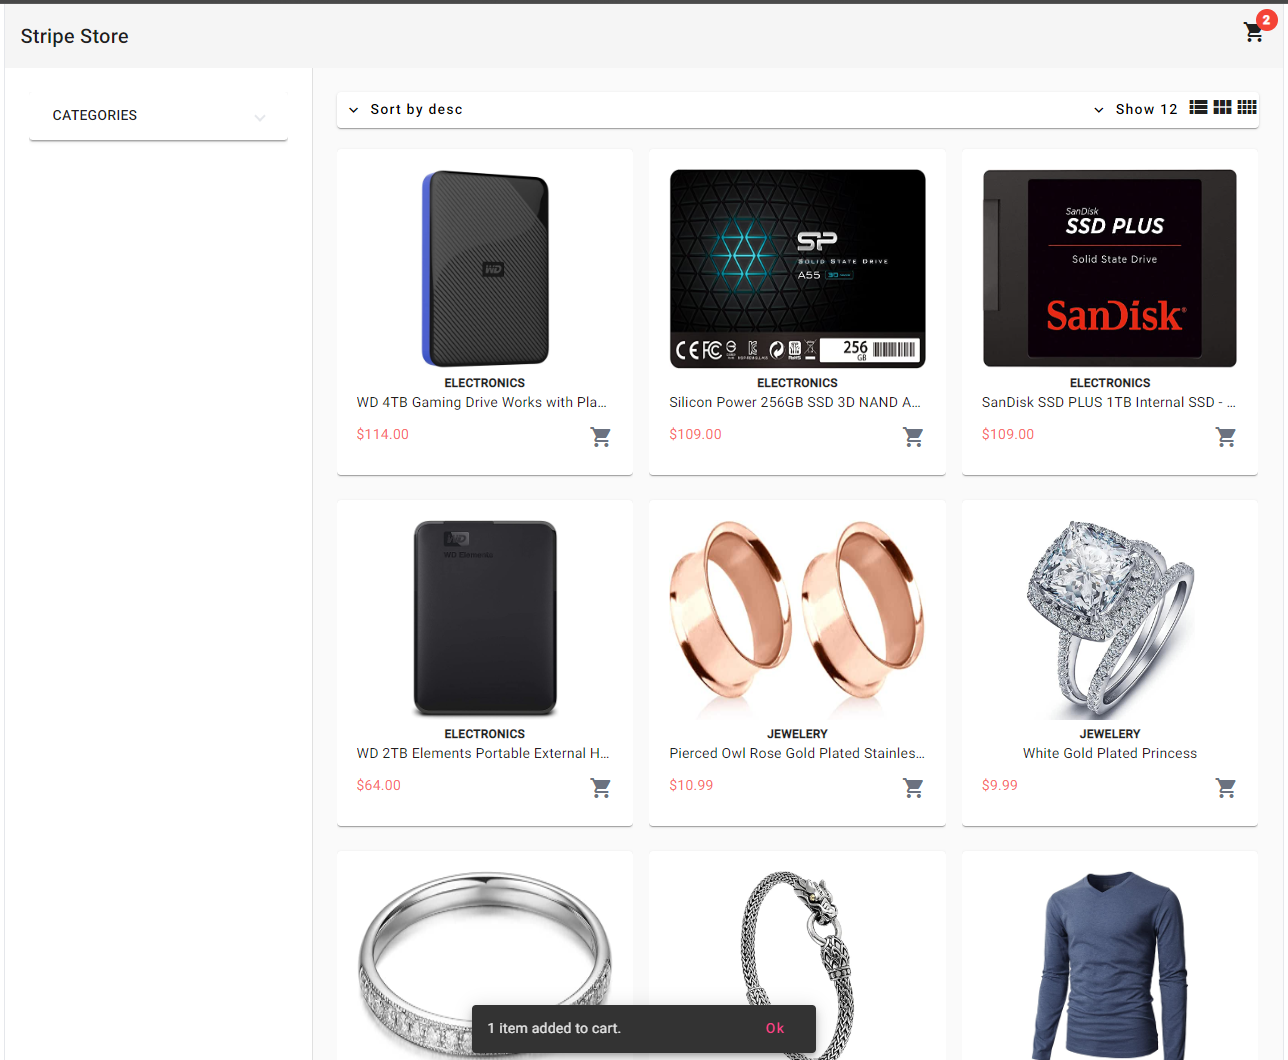 Stripe Store
2
CATEGORIES
Sort by desc
Show 12
WD
SP
SOLID STATE DRIVE
A55
256
GB
SanDisk
SSD PLUS
Solid State Drive
SanDisk
ELECTRONICS
WD 4TB Gaming Drive Works with Pla...
$114.00
ELECTRONICS
Silicon Power 256GB SSD 3D NAND A...
$109.00
ELECTRONICS
SanDisk SSD PLUS 1TB Internal SSD - ...
$109.00
WD
WD Elements
ELECTRONICS
WD 2TB Elements Portable External H...
$64.00
JEWELERY
Pierced Owl Rose Gold Plated Stainles...
$10.99
JEWELERY
White Gold Plated Princess
$9.99
1 item added to cart.
Ok